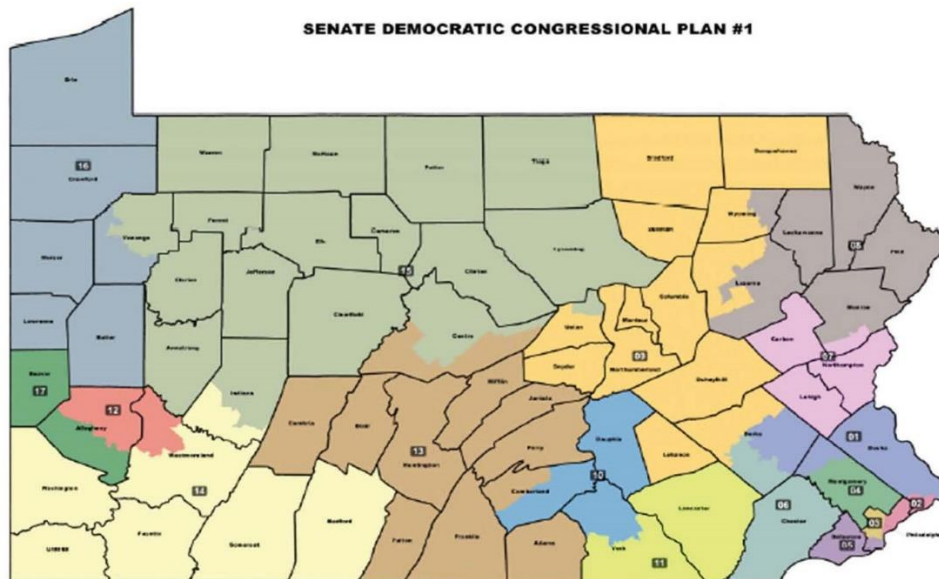 SENATE DEMOCRATIC CONGRESSIONAL PLAN #1
Erie
16
Crawford
Warren
McKean
Potter
Tioga
Bradford
Susquehanna
Wayne
Wyoming
Lackawanna
08
Pike
Mercer
Venango
Forest
Elk
Cameron
Lycoming
Sullivan
Luzerne
Monroe
Lawrence
Butler
Clarion
Jefferson
Clearfield
15
Clinton
Centre
Union
Montour
Columbia
09
Northumberland
Snyder
Carbon
07
Northampton
Lehigh
Schuylkill
Beaver
17
Armstrong
Indiana
12
Allegheny
Westmoreland
14
Cambria
Blair
Huntingdon
13
Mifflin
Juniata
Perry
Dauphin
10
Lebanon
Berks
01
Bucks
Montgomery
04
Cumberland
Washington
Fayette
Somerset
Bedford
Fulton
Franklin
Adams
York
11
Lancaster
06
Chester
Delaware
05
03
02
Philadelphia